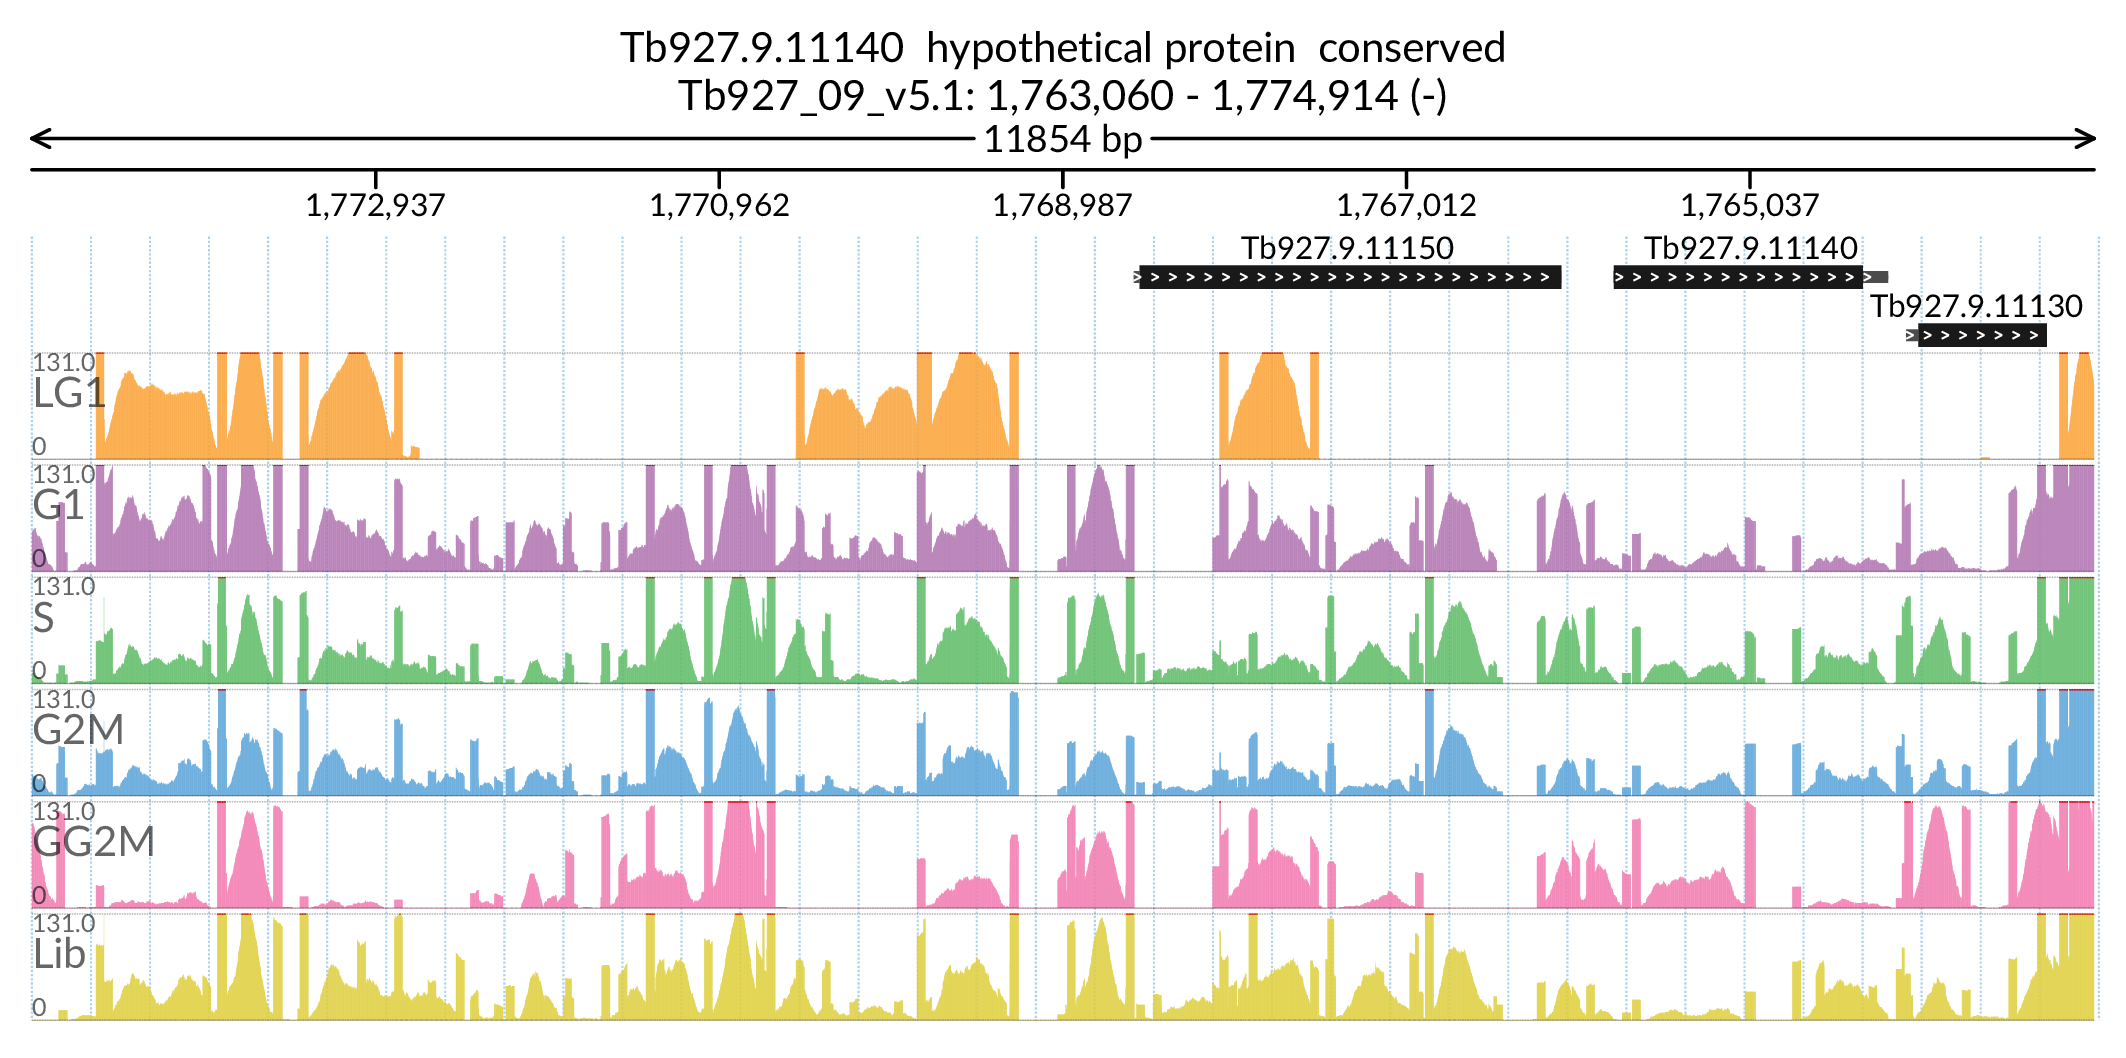 Tb927.9.11140 hypothetical protein conserved
Tb927_09_v5.1: 1,763,060 - 1,774,914 (-)
11854 bp
1,772,937 1,770,962 1,768,987 1,767,012 1,765,037
Tb927.9.11150 Tb927.9.11140
Tb927.9.11130
131.0
LG1
0
131.0
G1
0
131.0
S
0
131.0
G2M
0
131.0
GG2M
0
131.0
Lib
0